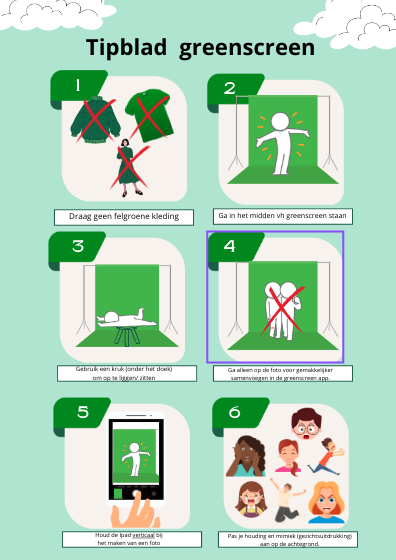 Tipblad greenscreen
1
2
Draag geen felgroene kleding
Ga in het midden vh greenscreen staan
3
4
Gebruik een kruk (onder het doek)
om op te liggen/ zitten
Ga alleen op de foto voor gemakkelijker
samenvoegen in de greenscreen app.
5
6
Houd de Ipad verticaal bij
het maken van een foto
Pas je houding en mimiek (gezichtsuitdrukking)
aan op de achtegrond.